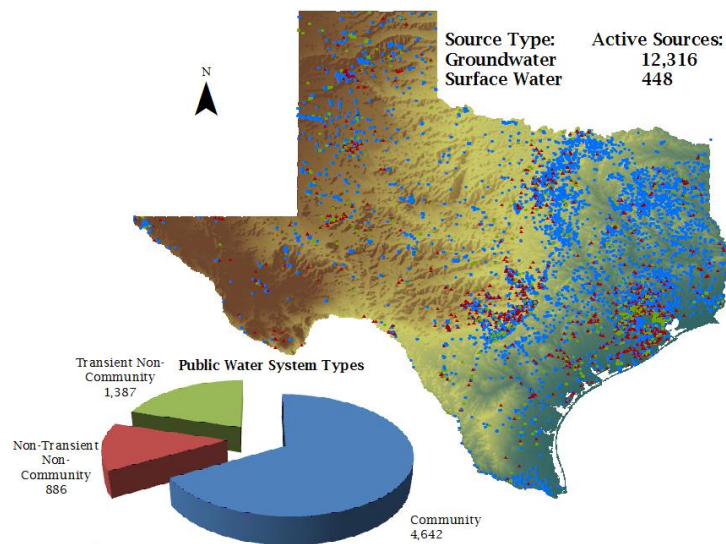 Source Type: Active Sources:
Groundwater 12,316
Surface Water 448
N
Public Water System Types
Transient Non-
Community
1,387
Non-Transient
Non-
Community
886
Community
4,642